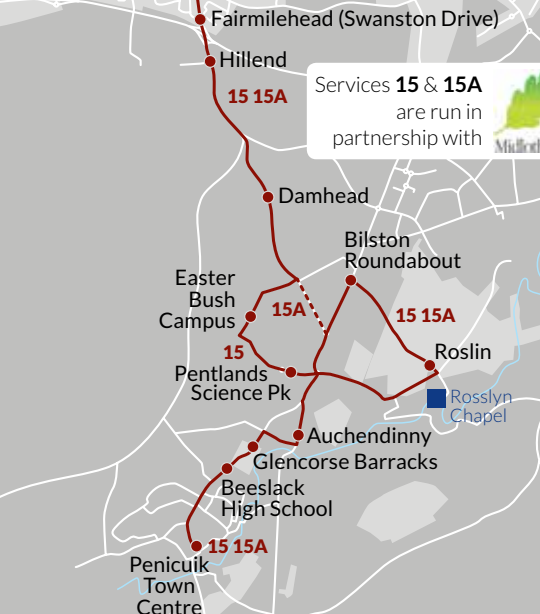 Fairmilehead (Swanston Drive)
Hillend
15 15A
Services 15 & 15A
are run in
partnership with
Damhead
Bilston
Roundabout
Easter
Bush
Campus
15A
15 15A
15
Roslin
Pentlands
Science Pk
Rosslyn
Chapel
Auchendinny
Glencorse Barracks
Beeslack
High School
15 15A
Penicuik
Town
Centre